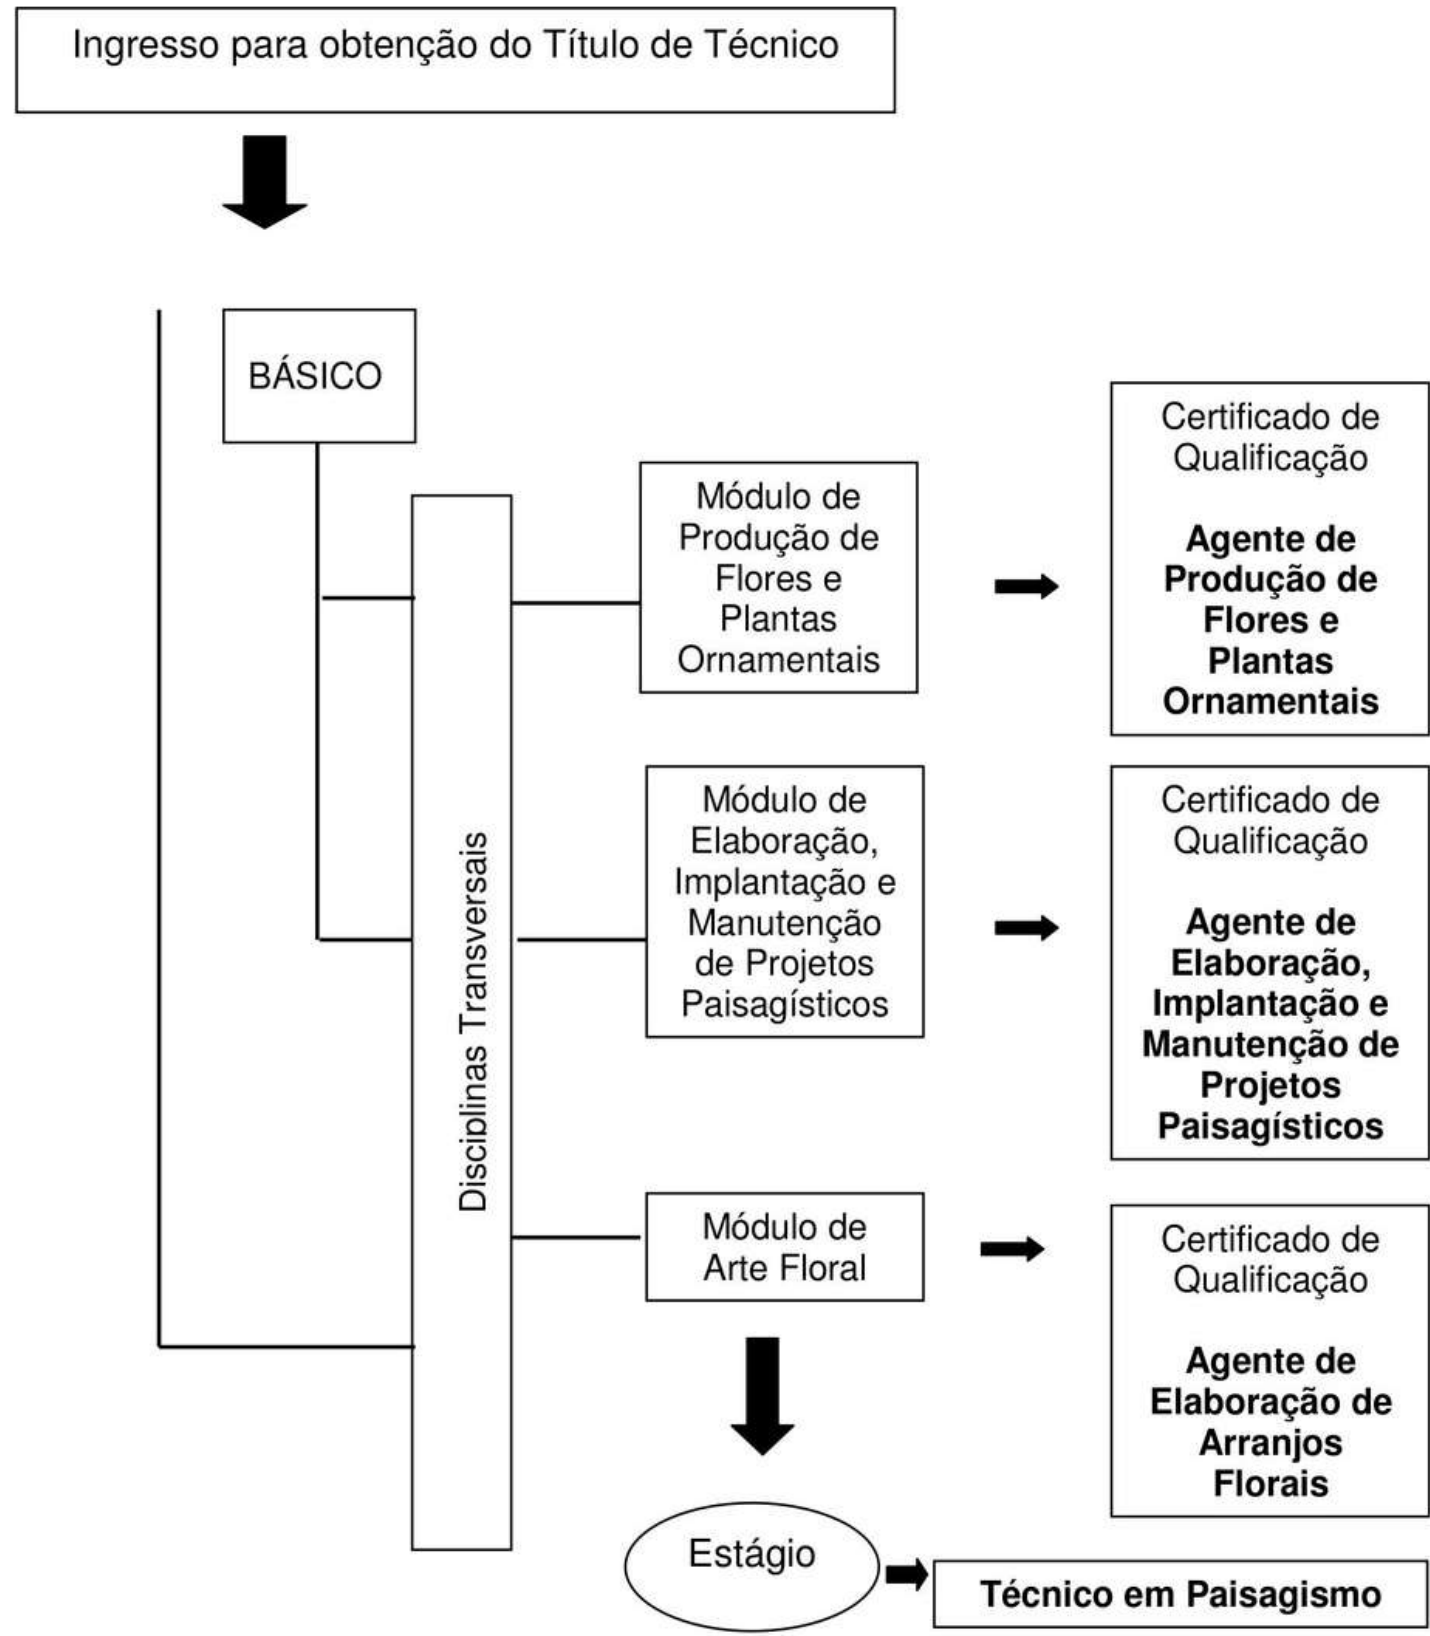 Ingresso para obtenção do Título de Técnico
BÁSICO
Disciplinas Transversais
Módulo de
Produção de
Flores e
Plantas
Ornamentais
Certificado de
Qualificação
Agente de
Produção de
Flores e
Plantas
Ornamentais
Módulo de
Elaboração,
Implantação e
Manutenção
de Projetos
Paisagísticos
Certificado de
Qualificação
Agente de
Elaboração,
Implantação e
Manutenção de
Projetos
Paisagísticos
Módulo de
Arte Floral
Certificado de
Qualificação
Agente de
Elaboração de
Arranjos
Florais
Estágio
Técnico em Paisagismo